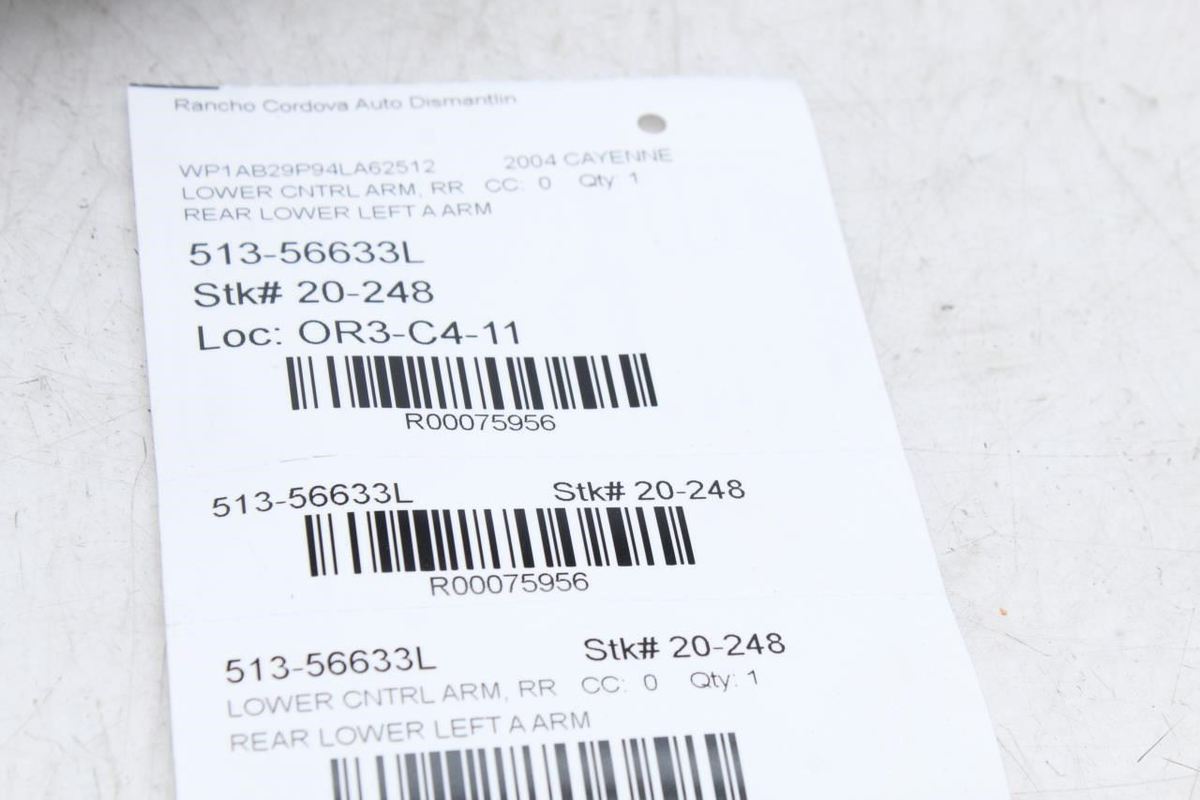 Rancho Cordova Auto Dismantlin
WP1AB29P94LA62512 2004 CAYENNE
LOWER CNTRL ARM, RR CC: 0 Qty: 1
REAR LOWER LEFT A ARM
513-56633L
Stk# 20-248
Loc: OR3-C4-11
R00075956
513-56633L Stk# 20-248
R00075956
513-56633L Stk# 20-248
LOWER CNTRL ARM, RR CC: 0 Qty: 1
REAR LOWER LEFT A ARM